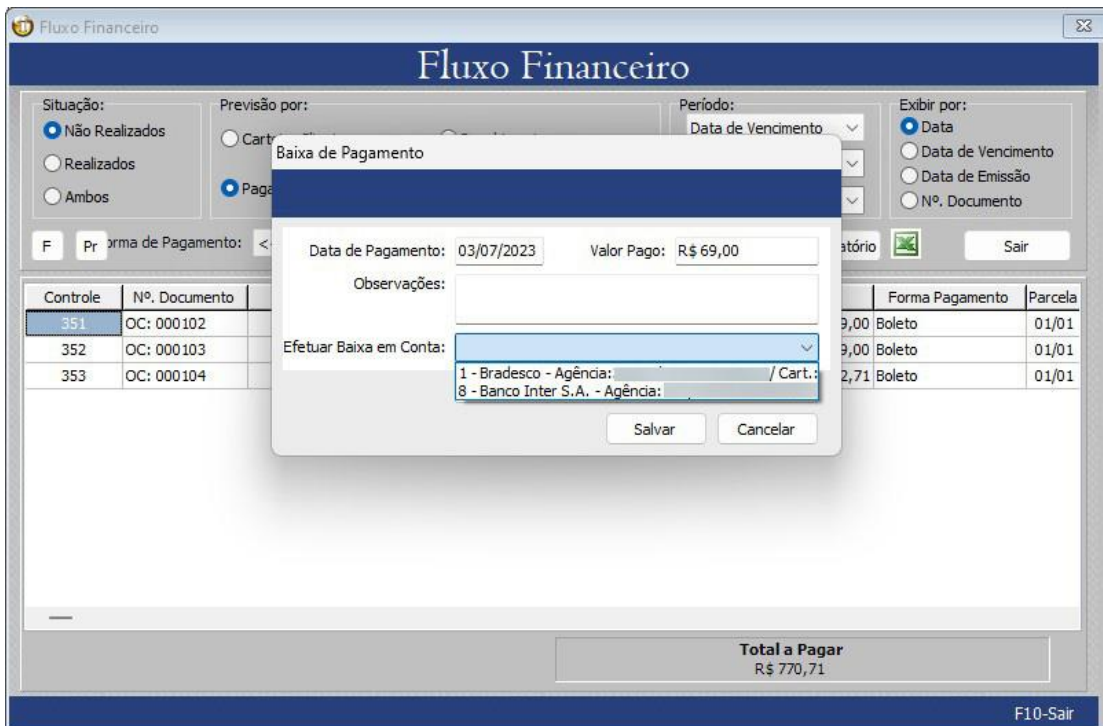 Fluxo Financeiro
Fluxo Financeiro
Situação:
Não Realizados
Realizados
Ambos
Previsão por:
Período:
Data de Vencimento
Exibir por:
Data
Data de Vencimento
Data de Emissão
Nº. Documento
F
Pr
orma de Pagamento:
Sair
Baixa de Pagamento
Data de Pagamento: 03/07/2023 Valor Pago: R$ 69,00
Observações:
Efetuar Baixa em Conta:
1 - Bradesco - Agência: / Cart.:
8 - Banco Inter S.A. - Agência:
Salvar Cancelar
Controle Nº. Documento Forma Pagamento Parcela
351 OC: 000102 9,00 Boleto 01/01
352 OC: 000103 9,00 Boleto 01/01
353 OC: 000104 2,71 Boleto 01/01
Total a Pagar
R$ 770,71
F10-Sair